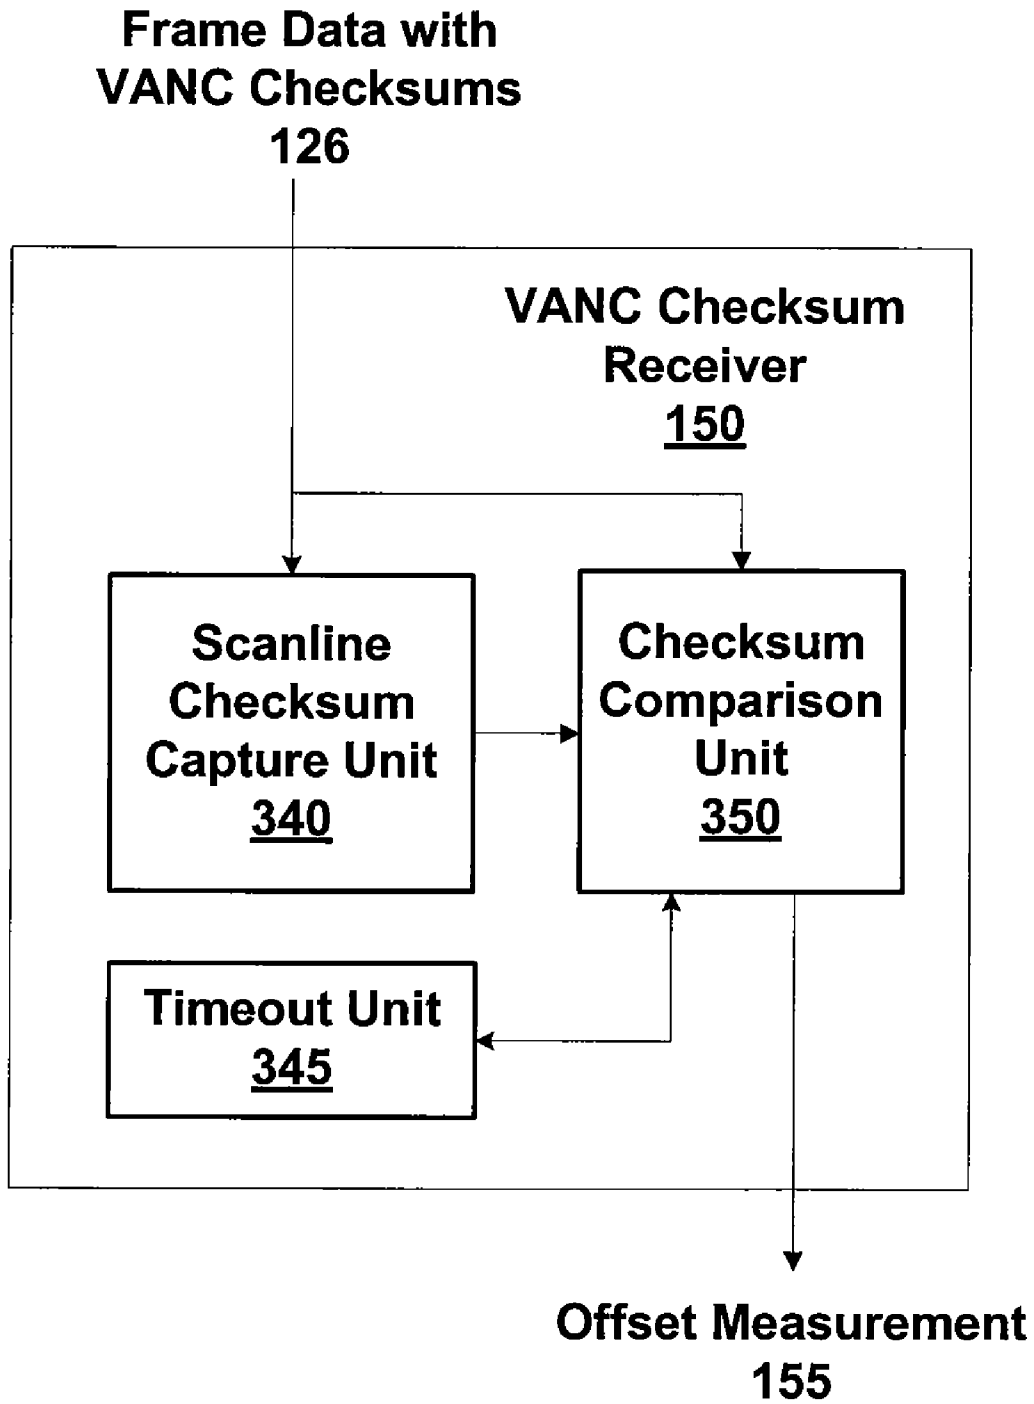 Frame Data with
VANC Checksums
126
VANC Checksum
Receiver
150
Scanline
Checksum
Capture Unit
340
Checksum
Comparison
Unit
350
Timeout Unit
345
Offset Measurement
155